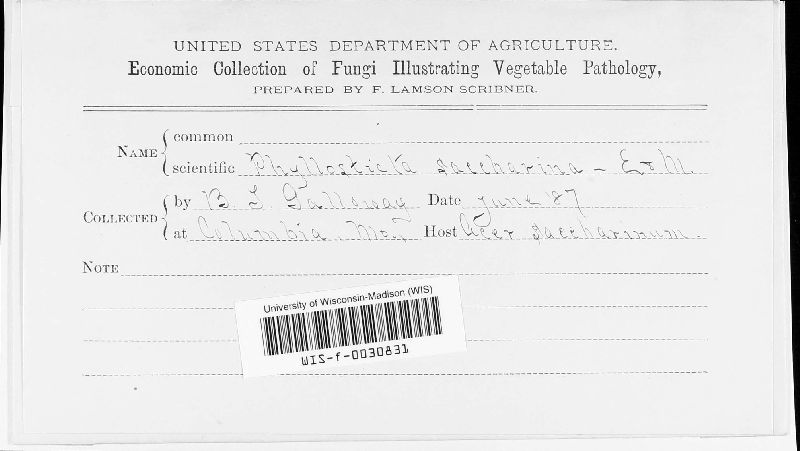 UNITED STATES DEPARTMENT OF AGRICULTURE.
Economic Collection of Fungi Illustrating Vegetable Pathology,
PREPARED BY F. LAMSON SCRIBNER.
NAME { common
scientific Phyllosticta saccharina - E & M.
COLLECTED { by B. T. Galloway Date June '87
at Columbia Mo., Host Acer saccharinum.
NOTE
University of Wisconsin-Madison (WIS)
WIS-f-0030831